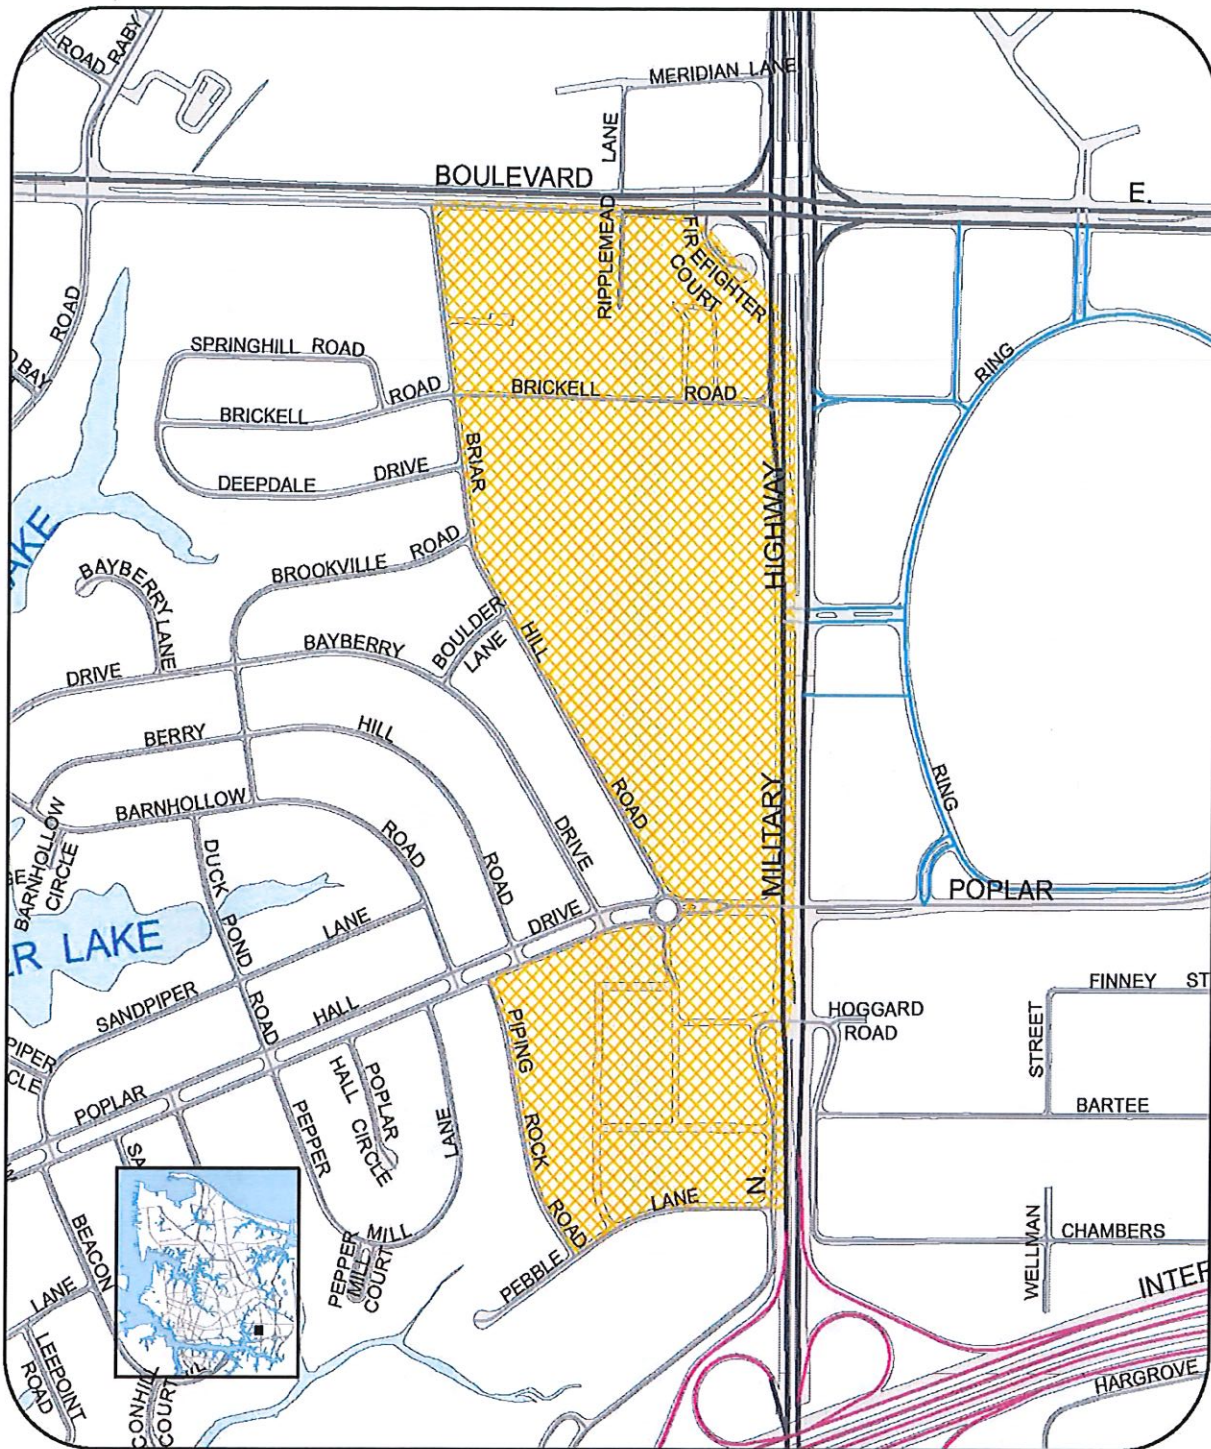 ROAD
RABY
MERIDIAN LANE
LANE
RIPPLEMEAD
BOULEVARD
E.
FIREFIGHTER
COURT
ROAD
BAY
SPRINGHILL ROAD
BRICKELL
ROAD
BRICKELL
ROAD
RING
DEEPDALE
DRIVE
BRIAR
HILL
ROAD
AKE
BAYBERRY
LANE
BROOKVILLE
ROAD
BOULDER
LANE
HIGHWAY
DRIVE
BAYBERRY
DRIVE
BERRY
HILL
ROAD
BARNHOLLOW
ROAD
BARNHOLLOW
CIRCLE
MILITARY
RING
POPLAR
DUCK
POND
ROAD
LANE
SANDPIPER
DRIVE
HALL
POPLAR
ER LAKE
PIPER
CLE
HOGGARD
ROAD
FINNEY ST
STREET
BARTEE
PIPING
ROCK
ROAD
POPLAR
HALL CIRCLE
LANE
PEPPER
MILL
PEPPER
MILL
COURT
PEBBLE
LANE
N.
WELLMAN
CHAMBERS
INTER
HARGROVE
SA
BEACON
LANE
LEEPOINT
ROAD
CONHILL
COURT